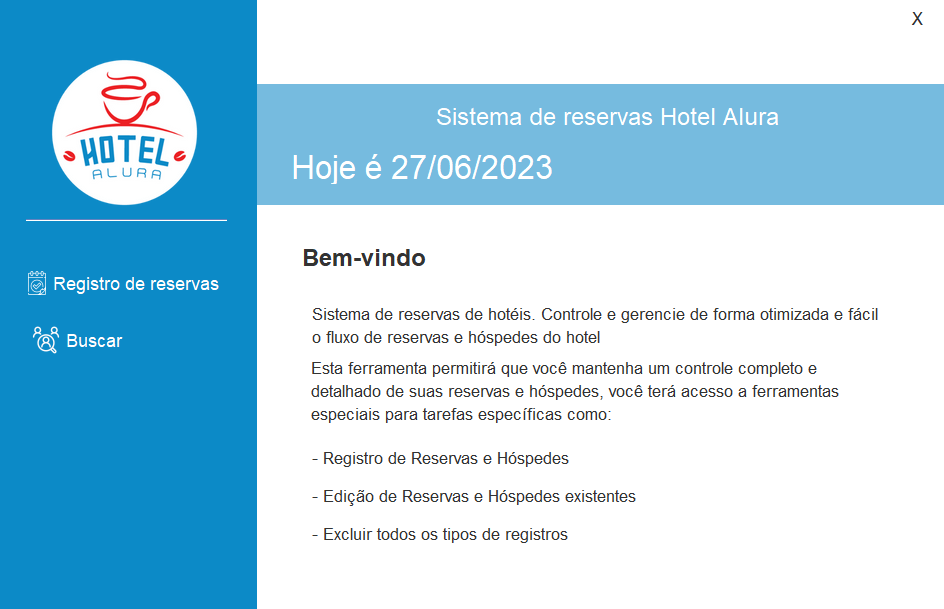 X
HOTEL
ALURA
Sistema de reservas Hotel Alura
Hoje é 27/06/2023
Registro de reservas
Buscar
Bem-vindo
Sistema de reservas de hotéis. Controle e gerencie de forma otimizada e fácil
o fluxo de reservas e hóspedes do hotel
Esta ferramenta permitirá que você mantenha um controle completo e
detalhado de suas reservas e hóspedes, você terá acesso a ferramentas
especiais para tarefas específicas como:
- Registro de Reservas e Hóspedes
- Edição de Reservas e Hóspedes existentes
- Excluir todos os tipos de registros